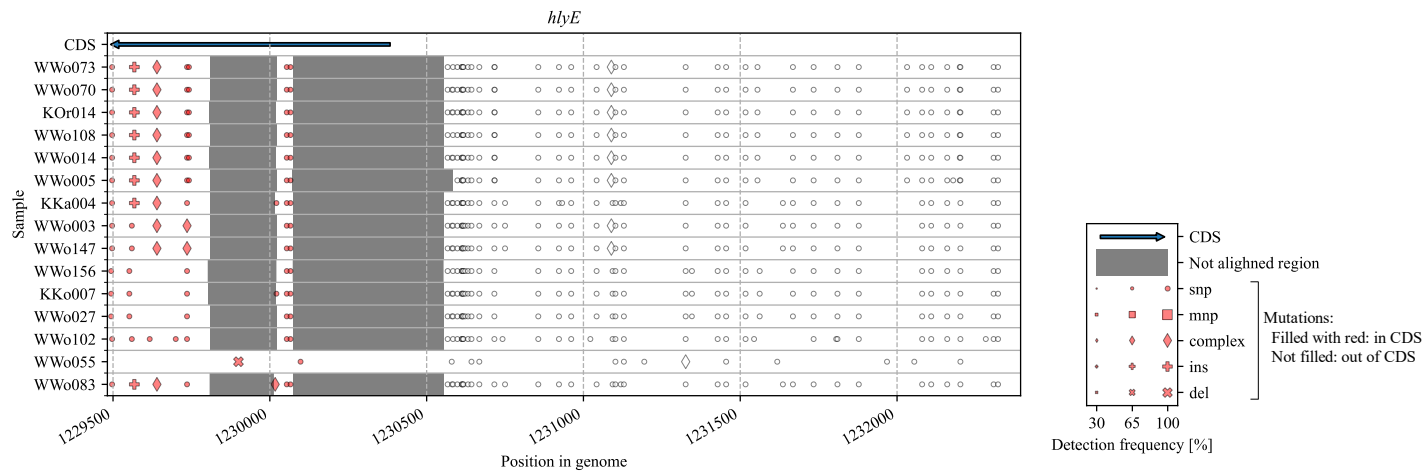 hlyE
CDS
WWo073
WWo070
KOr014
WWo108
WWo014
WWo005
KKa004
WWo003
WWo147
WWo156
KKo007
WWo027
WWo102
WWo055
WWo083
Sample
1229500
1230000
1230500
1231000
1231500
1232000
Position in genome
CDS
Not alighned region
snp
mnp
complex
ins
del
Mutations:
Filled with red: in CDS
Not filled: out of CDS
30 65 100
Detection frequency [%]